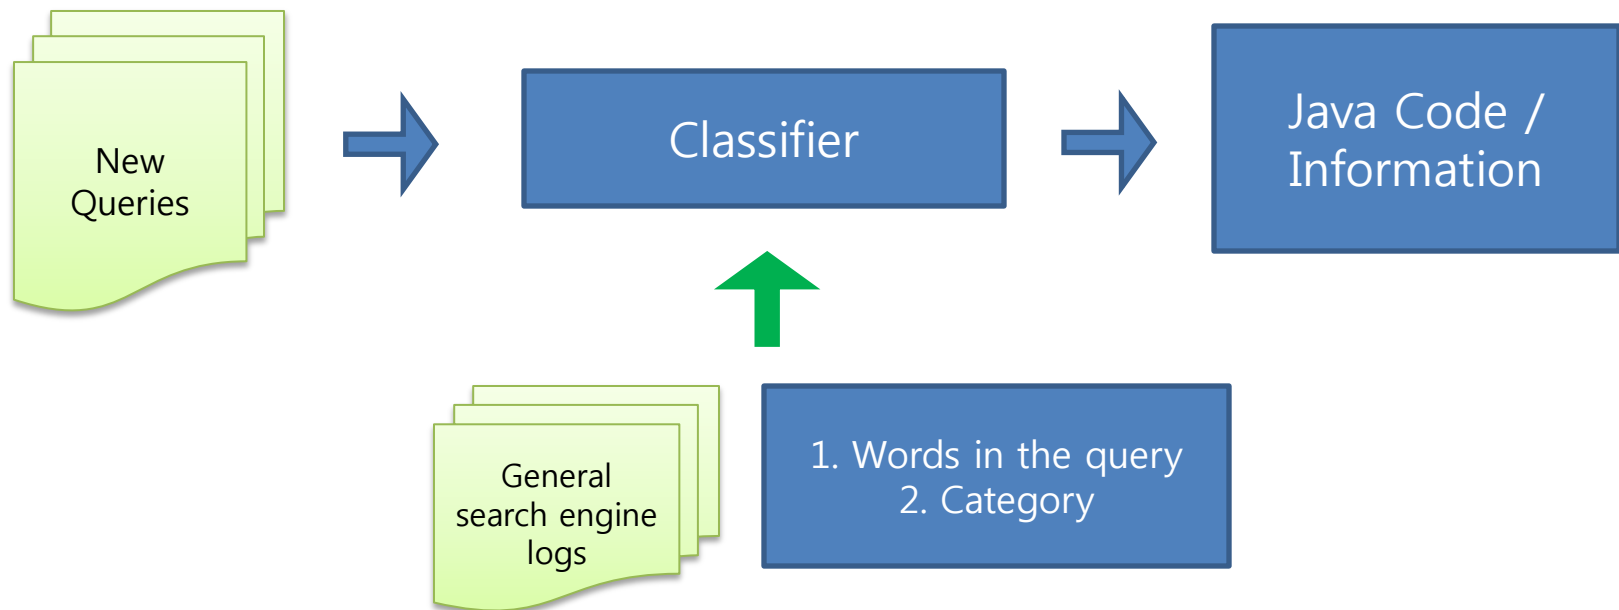 New
Queries
Classifier
Java Code /
Information
General
search engine
logs
1. Words in the query
2. Category